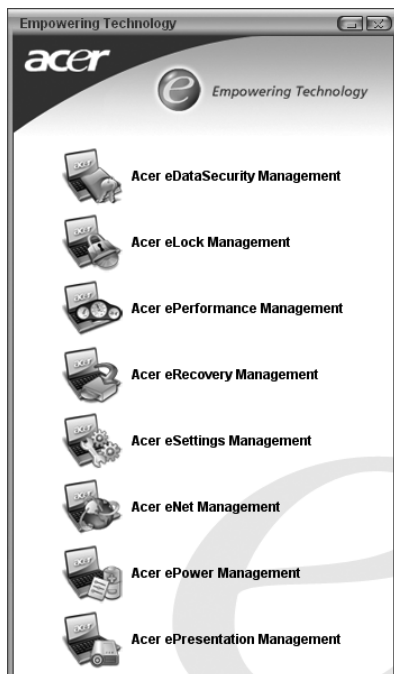 Empowering Technology
acer
e Empowering Technology
Acer eDataSecurity Management
Acer eLock Management
Acer ePerformance Management
Acer eRecovery Management
Acer eSettings Management
Acer eNet Management
Acer ePower Management
Acer ePresentation Management